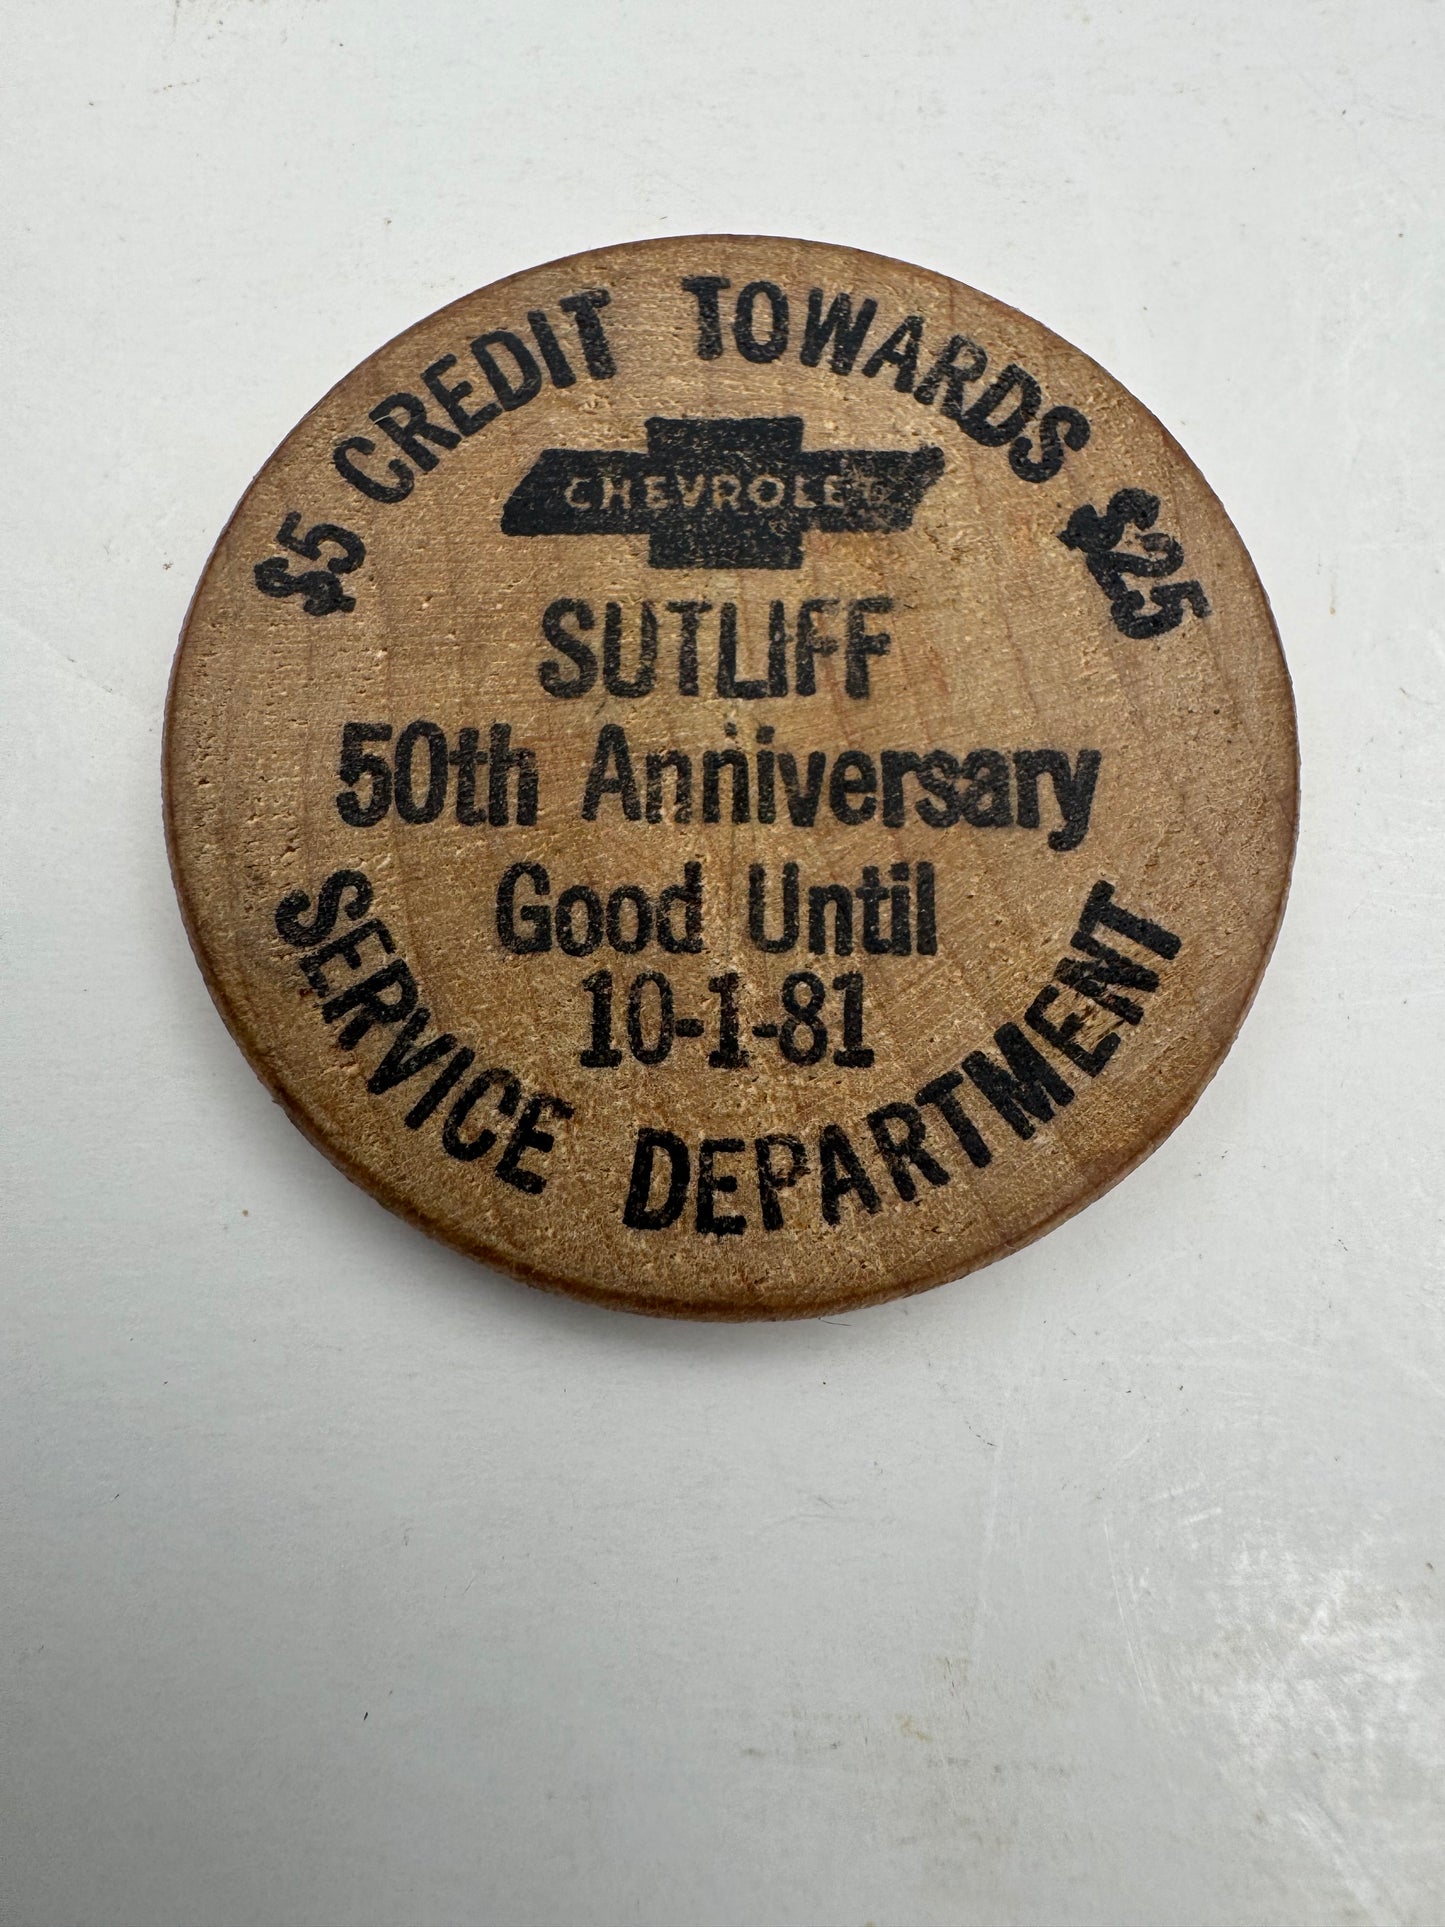 $5 CREDIT TOWARDS $25
CHEVROLET
SUTLIFF
50th Anniversary
Good Until
10-1-81
SERVICE DEPARTMENT